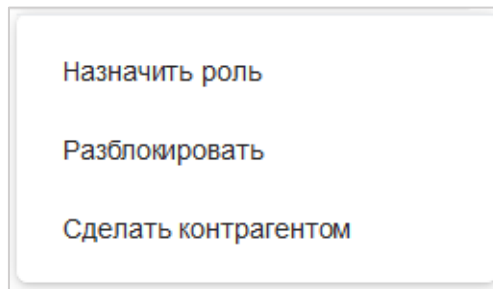 Назначить роль
Разблокировать
Сделать контрагентом